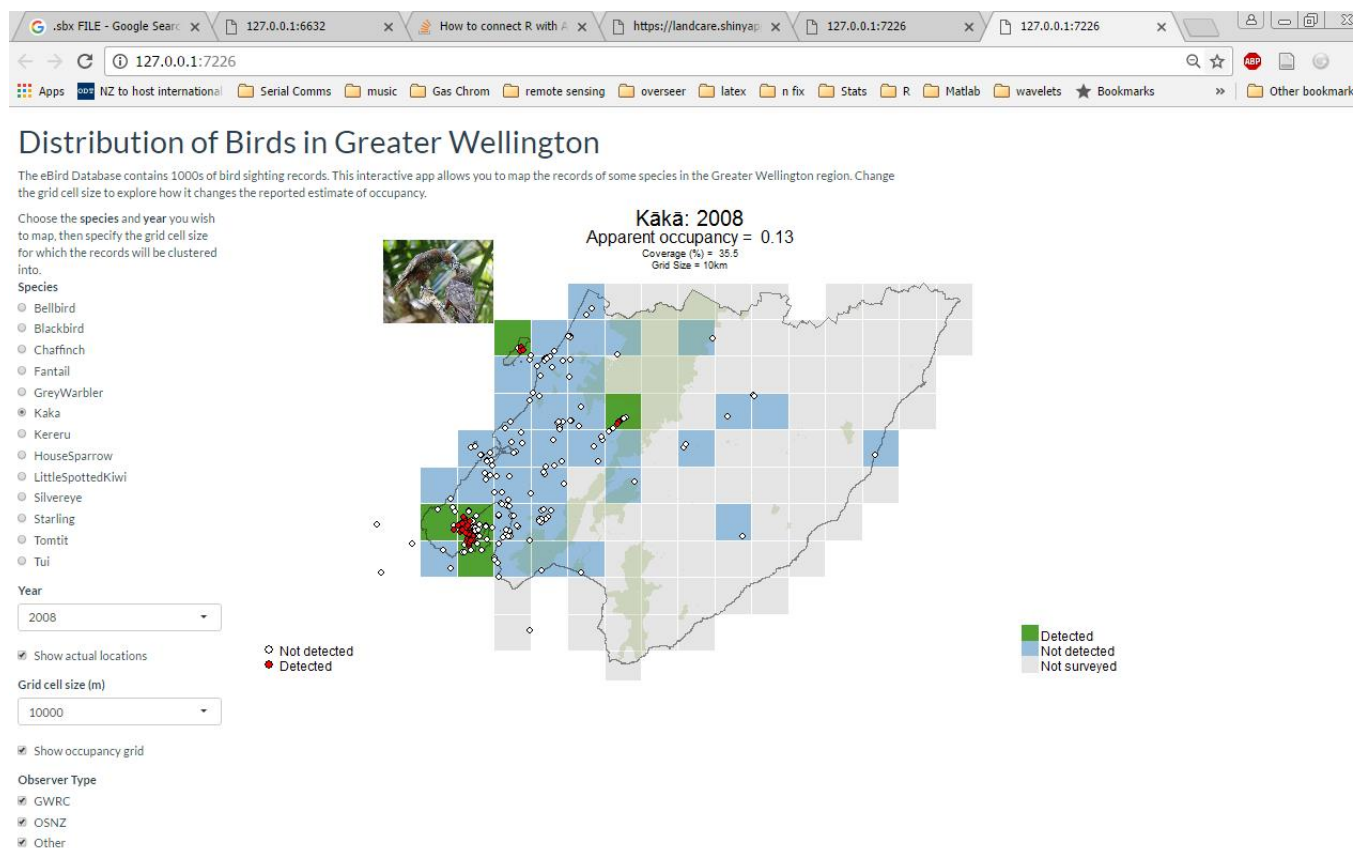 .sbx FILE - Google Searc
127.0.0.1:6632
How to connect R with A
https://landcare.shinyap
127.0.0.1:7226
127.0.0.1:7226
127.0.0.1:7226
ABP
Apps
ODT NZ to host international
Serial Comms
music
Gas Chrom
remote sensing
overseer
latex
n fix
Stats
R
Matlab
wavelets
Bookmarks
»
Other bookmark
Distribution of Birds in Greater Wellington
The eBird Database contains 1000s of bird sighting records. This interactive app allows you to map the records of some species in the Greater Wellington region. Change
the grid cell size to explore how it changes the reported estimate of occupancy.
Choose the species and year you wish
to map, then specify the grid cell size
for which the records will be clustered
into.
Species
Bellbird
Blackbird
Chaffinch
Fantail
GreyWarbler
Kaka
Kereru
HouseSparrow
LittleSpottedKiwi
Silvereye
Starling
Tomtit
Tui
Year
2008
Show actual locations
Grid cell size (m)
10000
Show occupancy grid
Observer Type
GWRC
OSNZ
Other
Kākā: 2008
Apparent occupancy = 0.13
Coverage (%) = 35.5
Grid Size = 10km
Not detected
Detected
Detected
Not detected
Not surveyed